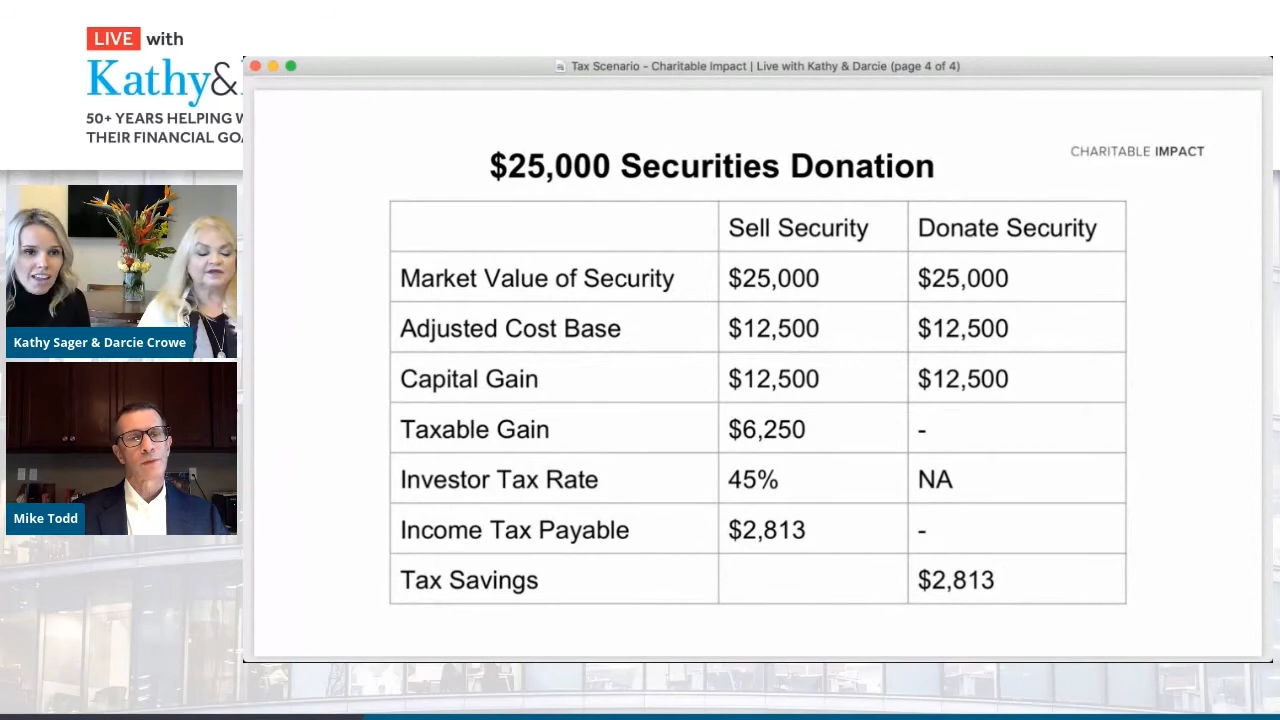 LIVE with
Kathy&
50+ YEARS HELPING
THEIR FINANCIAL
Tax Scenario - Charitable Impact | Live with Kathy & Darcie (page 4 of 4)
CHARITABLE IMPACT
$25,000 Securities Donation
Sell Security Donate Security
Market Value of Security $25,000 $25,000
Adjusted Cost Base $12,500 $12,500
Capital Gain $12,500 $12,500
Taxable Gain $6,250 -
Investor Tax Rate 45% NA
Income Tax Payable $2,813 -
Tax Savings $2,813
Kathy Sager & Darcie Crowe
Mike Todd